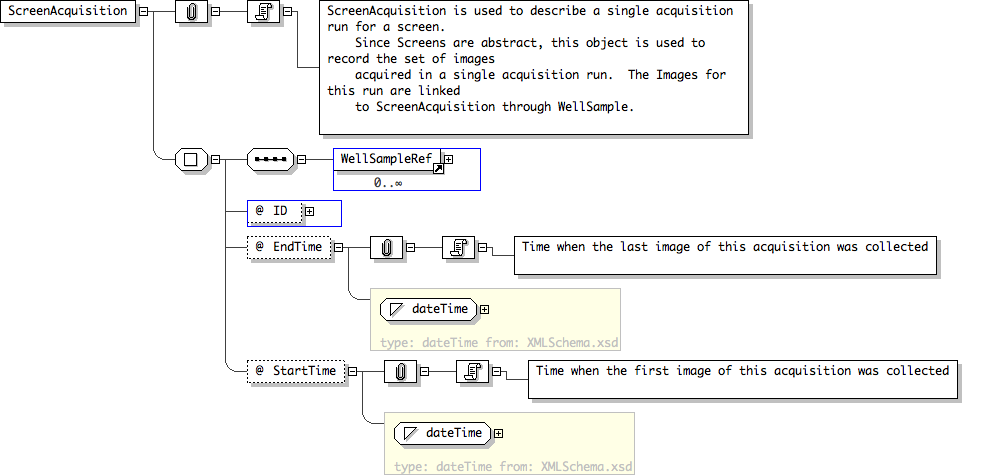 ScreenAcquisition
ScreenAcquisition is used to describe a single acquisition
run for a screen.
Since Screens are abstract, this object is used to
record the set of images
acquired in a single acquisition run.  The Images for
this run are linked
to ScreenAcquisition through WellSample.
WellSampleRef
0..∞
@ ID
@ EndTime
Time when the last image of this acquisition was collected
dateTime
type: dateTime from: XMLSchema.xsd
@ StartTime
Time when the first image of this acquisition was collected
dateTime
type: dateTime from: XMLSchema.xsd